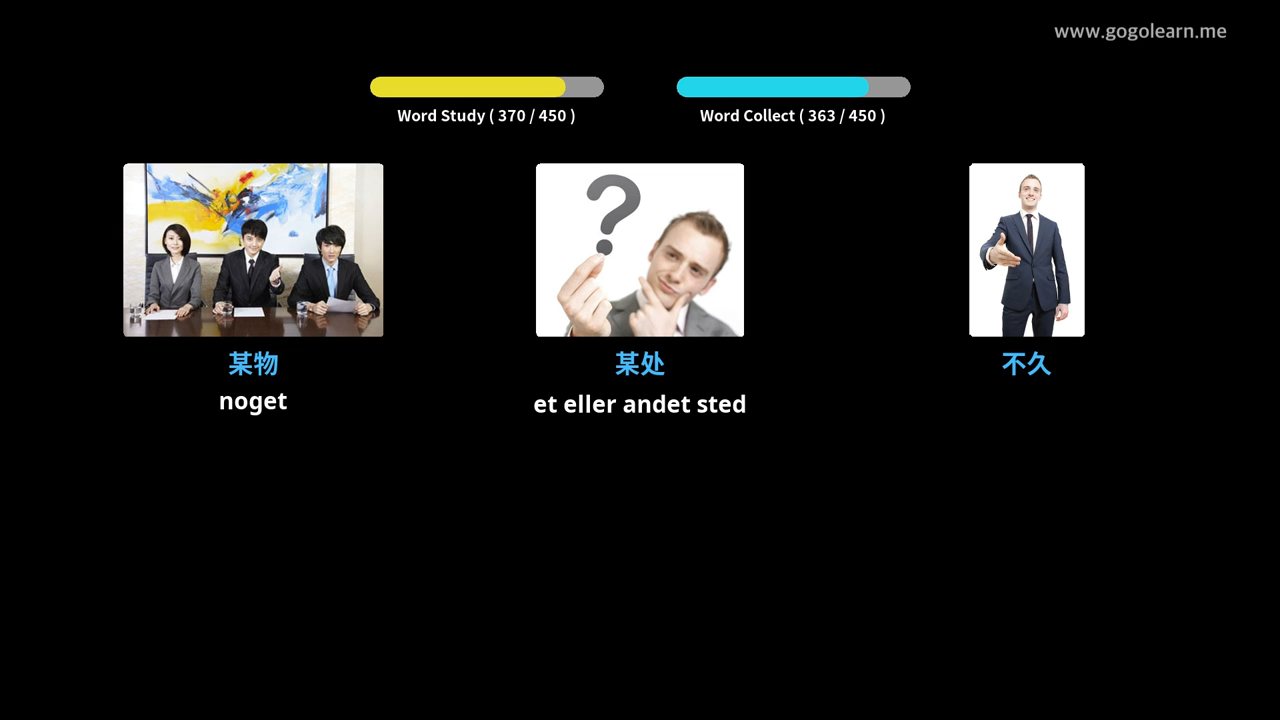 www.gogolearn.me
Word Study ( 370 / 450 )
Word Collect ( 363 / 450 )
某物
某处
不久
noget
et eller andet sted